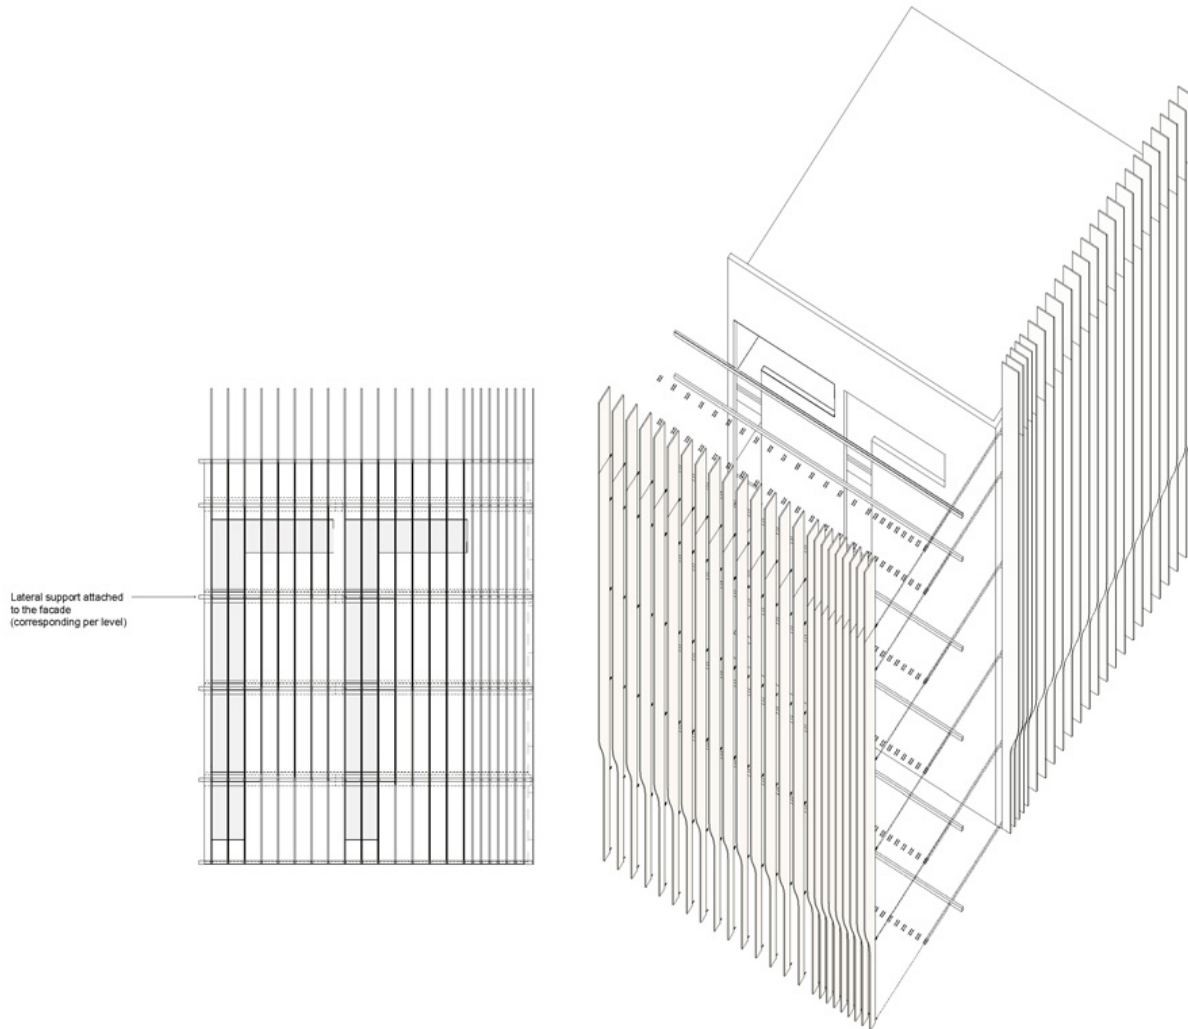 Lateral support attached
to the facade
(corresponding per level)